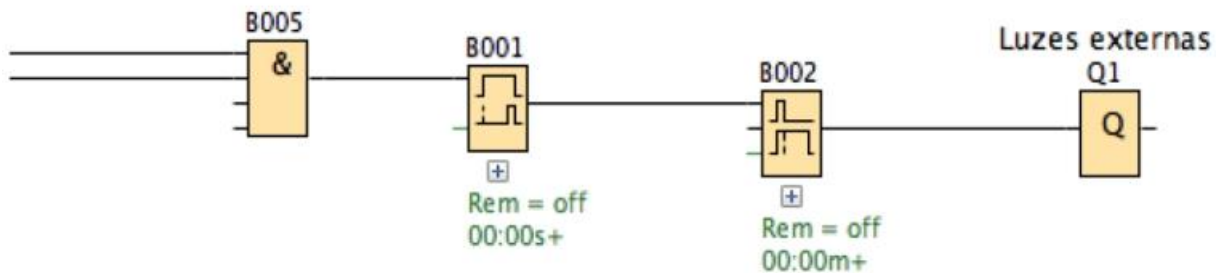 B005
&
B001
Rem = off
00:00s+
B002
Rem = off
00:00m+
Luzes externas
Q1
Q